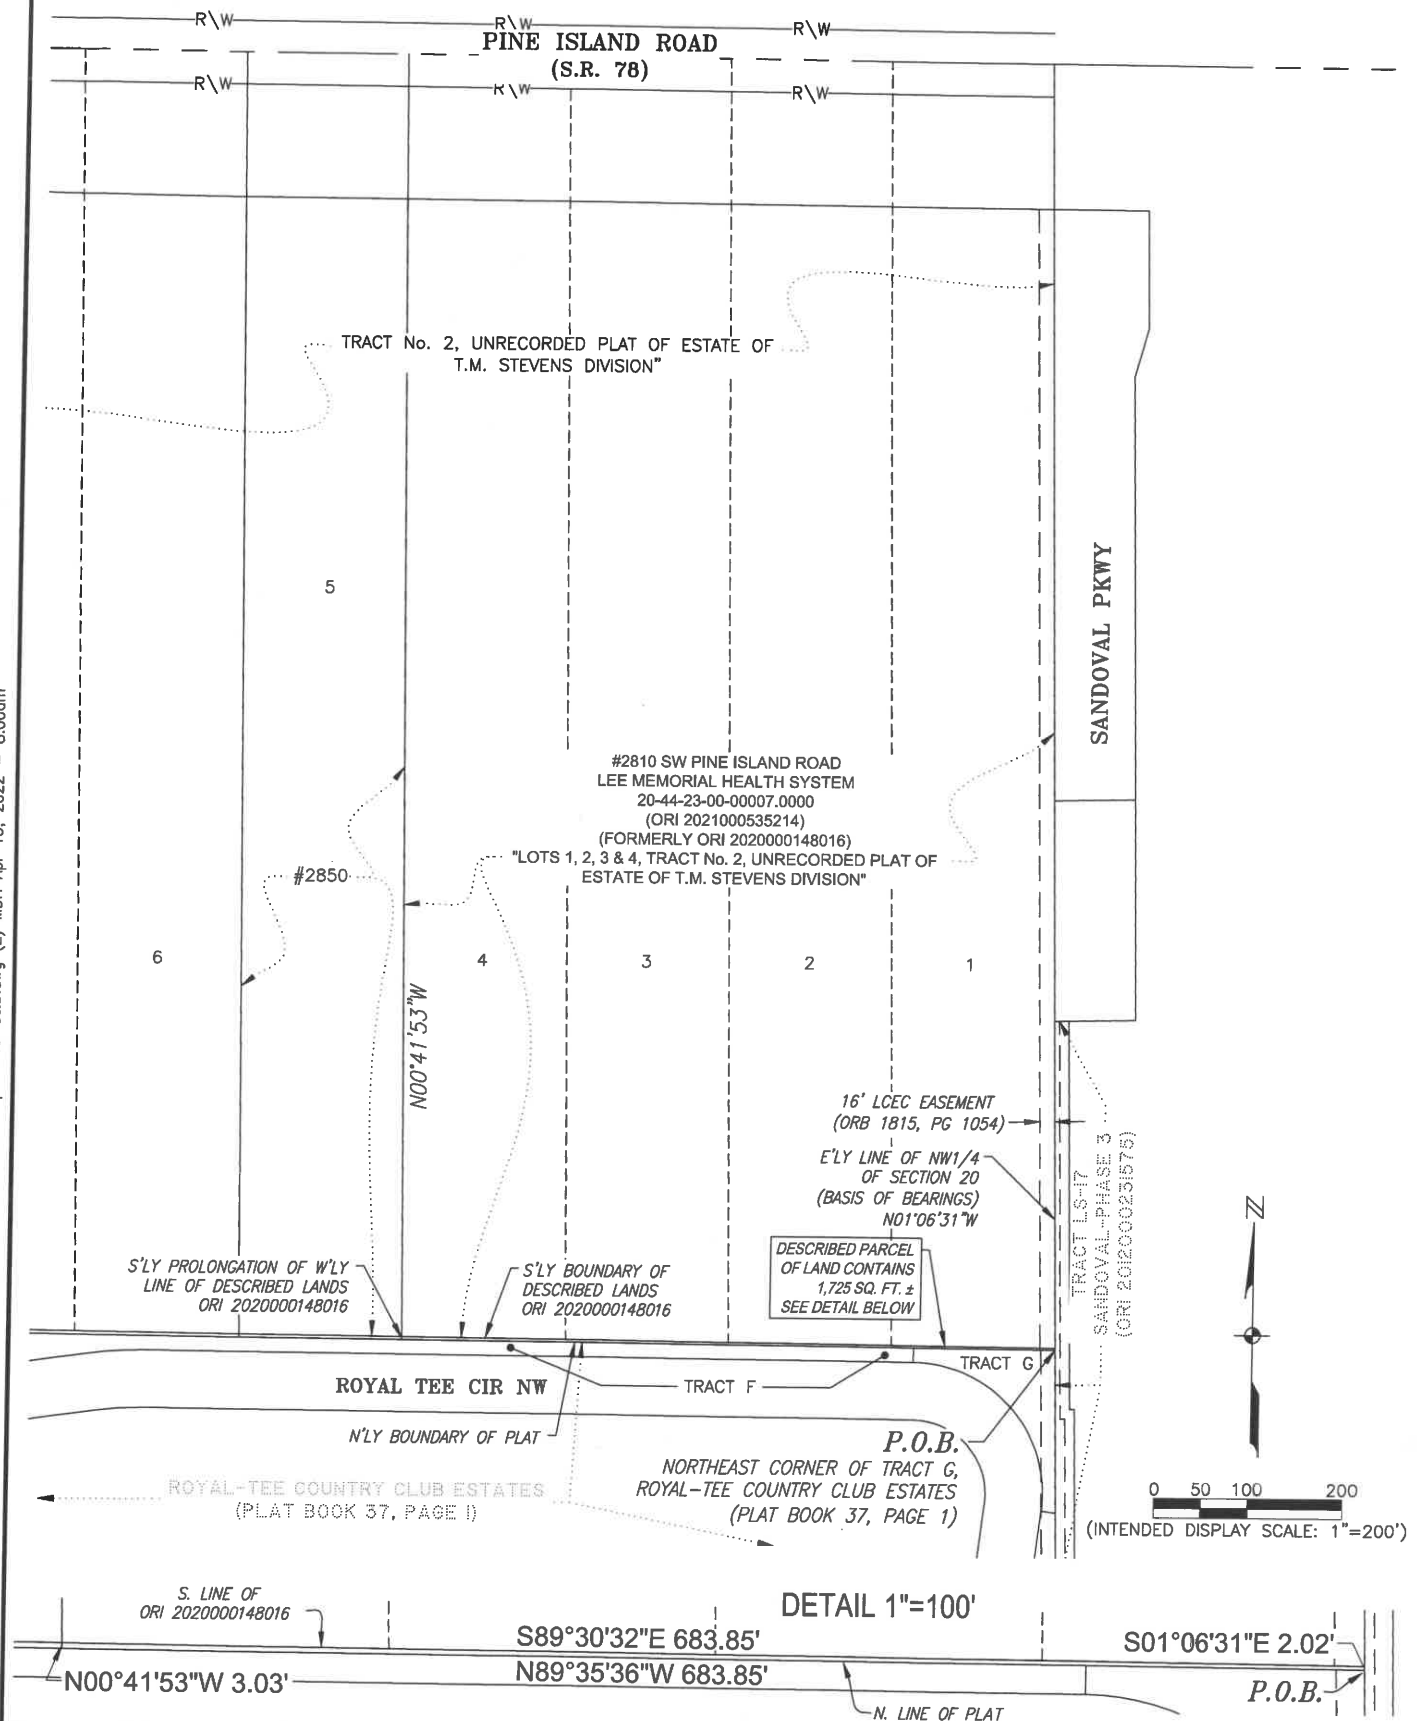 R\W R\W R\W
PINE ISLAND ROAD
(S.R. 78)
R\W R\W R\W
TRACT No. 2, UNRECORDED PLAT OF ESTATE OF
T.M. STEVENS DIVISION"
5
SANDOVAL PKWY
#2810 SW PINE ISLAND ROAD
LEE MEMORIAL HEALTH SYSTEM
20-44-23-00-00007.0000
(ORI 2021000535214)
(FORMERLY ORI 2020000148016)
"LOTS 1, 2, 3 & 4, TRACT No. 2, UNRECORDED PLAT OF
ESTATE OF T.M. STEVENS DIVISION"
#2850
6 4 3 2 1
N00°41'53"W
16' LCEC EASEMENT
(ORB 1815, PG 1054)
E'LY LINE OF NW1/4
OF SECTION 20
(BASIS OF BEARINGS)
N01°06'31"W
TRACT LS-17
SANDOVAL-PHASE 3
(ORI 2012000231575)
DESCRIBED PARCEL
OF LAND CONTAINS
1,725 SQ. FT. ±
SEE DETAIL BELOW
S'LY PROLONGATION OF W'LY
LINE OF DESCRIBED LANDS
ORI 2020000148016
S'LY BOUNDARY OF
DESCRIBED LANDS
ORI 2020000148016
N
TRACT G
ROYAL TEE CIR NW
TRACT F
N'LY BOUNDARY OF PLAT
P.O.B.
NORTHEAST CORNER OF TRACT G,
ROYAL-TEE COUNTRY CLUB ESTATES
(PLAT BOOK 37, PAGE 1)
ROYAL-TEE COUNTRY CLUB ESTATES
(PLAT BOOK 37, PAGE 1)
0 50 100 200
(INTENDED DISPLAY SCALE: 1"=200')
DETAIL 1"=100'
S. LINE OF
ORI 2020000148016
S89°30'32"E 683.85'
S01°06'31"E 2.02'
N00°41'53"W 3.03'
N89°35'36"W 683.85'
P.O.B.
N. LINE OF PLAT